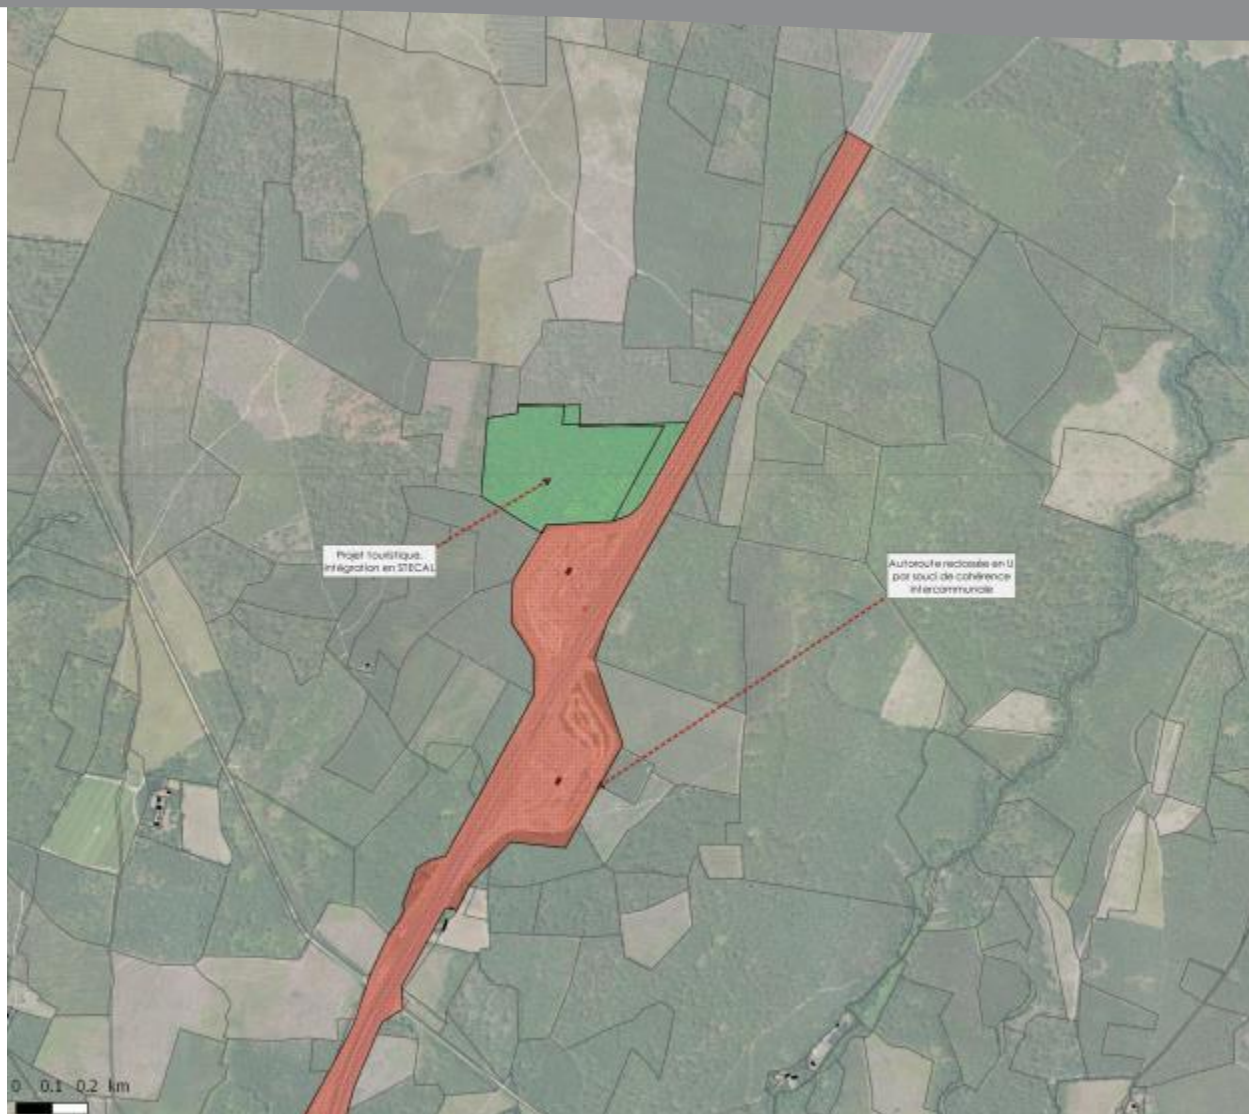 Projet touristique,
intégration en STECAL
Autoroute reclassée en U
par souci de cohérence
intercommunale
0 0.1 0.2 km